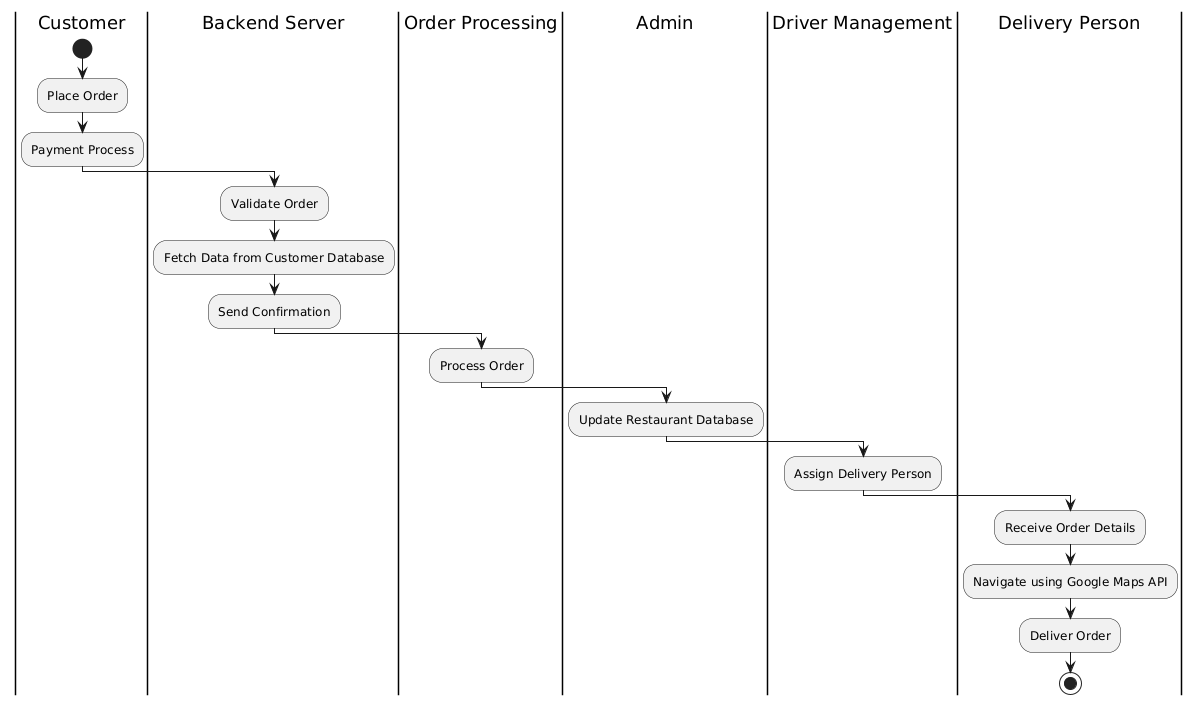 Customer
Backend Server
Order Processing
Admin
Driver Management
Delivery Person
Place Order
Payment Process
Validate Order
Fetch Data from Customer Database
Send Confirmation
Process Order
Update Restaurant Database
Assign Delivery Person
Receive Order Details
Navigate using Google Maps API
Deliver Order